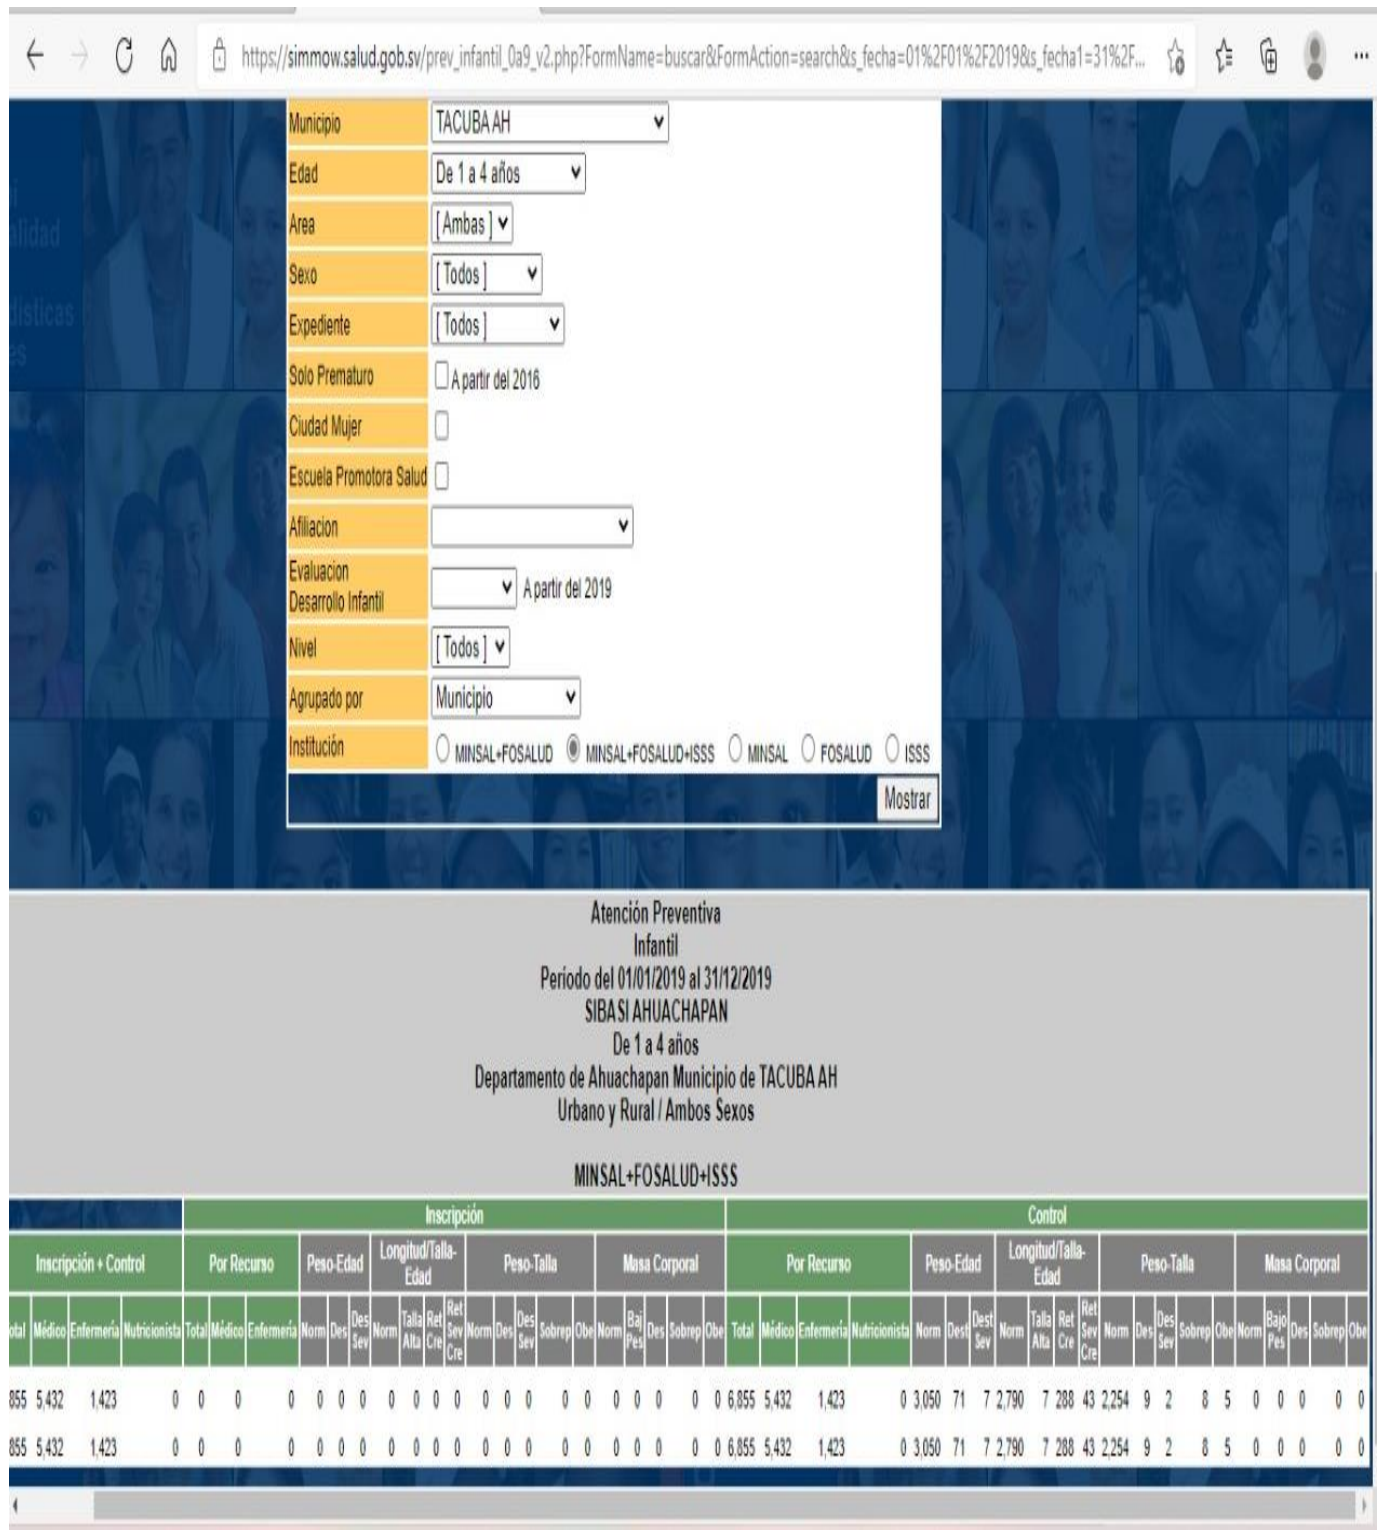 https://simmow.salud.gob.sv/prev_infantil_0a9_v2.php?FormName=buscar&FormAction=search&s_fecha=01%2F01%2F2019&s_fecha1=31%2F...
Municipio TACUBA AH
Edad De 1 a 4 años
Area [ Ambas ]
Sexo [ Todos ]
Expediente [ Todos ]
Solo Prematuro A partir del 2016
Ciudad Mujer
Escuela Promotora Salud
Afiliacion
Evaluacion
Desarrollo Infantil A partir del 2019
Nivel [ Todos ]
Agrupado por Municipio
Institución MINSAL+FOSALUD MINSAL+FOSALUD+ISSS MINSAL FOSALUD ISSS
Mostrar
Atención Preventiva
Infantil
Período del 01/01/2019 al 31/12/2019
SIBASI AHUACHAPAN
De 1 a 4 años
Departamento de Ahuachapan Municipio de TACUBA AH
Urbano y Rural / Ambos Sexos
MINSAL+FOSALUD+ISSS
Inscripción Control
Inscripción + Control Por Recurso Peso-Edad Longitud/Talla-Edad Peso-Talla Masa Corporal Por Recurso Peso-Edad Longitud/Talla-Edad Peso-Talla Masa Corporal
otal Médico Enfermería Nutricionista Total Médico Enfermería Norm Des Des Sev Norm Talla Alta Ret Cre Ret Sev Cre Norm Des Des Sev Sobrep Obe Norm Baj Pes Des Sobrep Obe Total Médico Enfermería Nutricionista Norm Dest Dest Sev Norm Talla Alta Ret Cre Ret Sev Cre Norm Des Des Sev Sobrep Obe Norm Bajo Pes Des Sobrep Obe
855 5,432 1,423 0 0 0 0 0 0 0 0 0 0 0 0 0 0 0 0 0 0 0 0 0 6,855 5,432 1,423 0 3,050 71 7 2,790 7 288 43 2,254 9 2 8 5 0 0 0 0 0
855 5,432 1,423 0 0 0 0 0 0 0 0 0 0 0 0 0 0 0 0 0 0 0 0 0 6,855 5,432 1,423 0 3,050 71 7 2,790 7 288 43 2,254 9 2 8 5 0 0 0 0 0